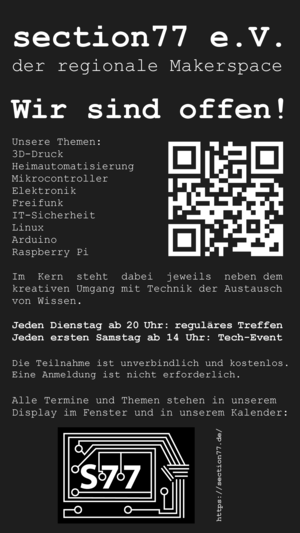 section77 e.V.
der regionale Makerspace
Wir sind offen!
Unsere Themen:
3D-Druck
Heimautomatisierung
Mikrocontroller
Elektronik
Freifunk
IT-Sicherheit
Linux
Arduino
Raspberry Pi
Im Kern steht dabei jeweils neben dem
kreativen Umgang mit Technik der Austausch
von Wissen.
Jeden Dienstag ab 20 Uhr: reguläres Treffen
Jeden ersten Samstag ab 14 Uhr: Tech-Event
Die Teilnahme ist unverbindlich und kostenlos.
Eine Anmeldung ist nicht erforderlich.
Alle Termine und Themen stehen in unserem
Display im Fenster und in unserem Kalender:
S77
https://section77.de/